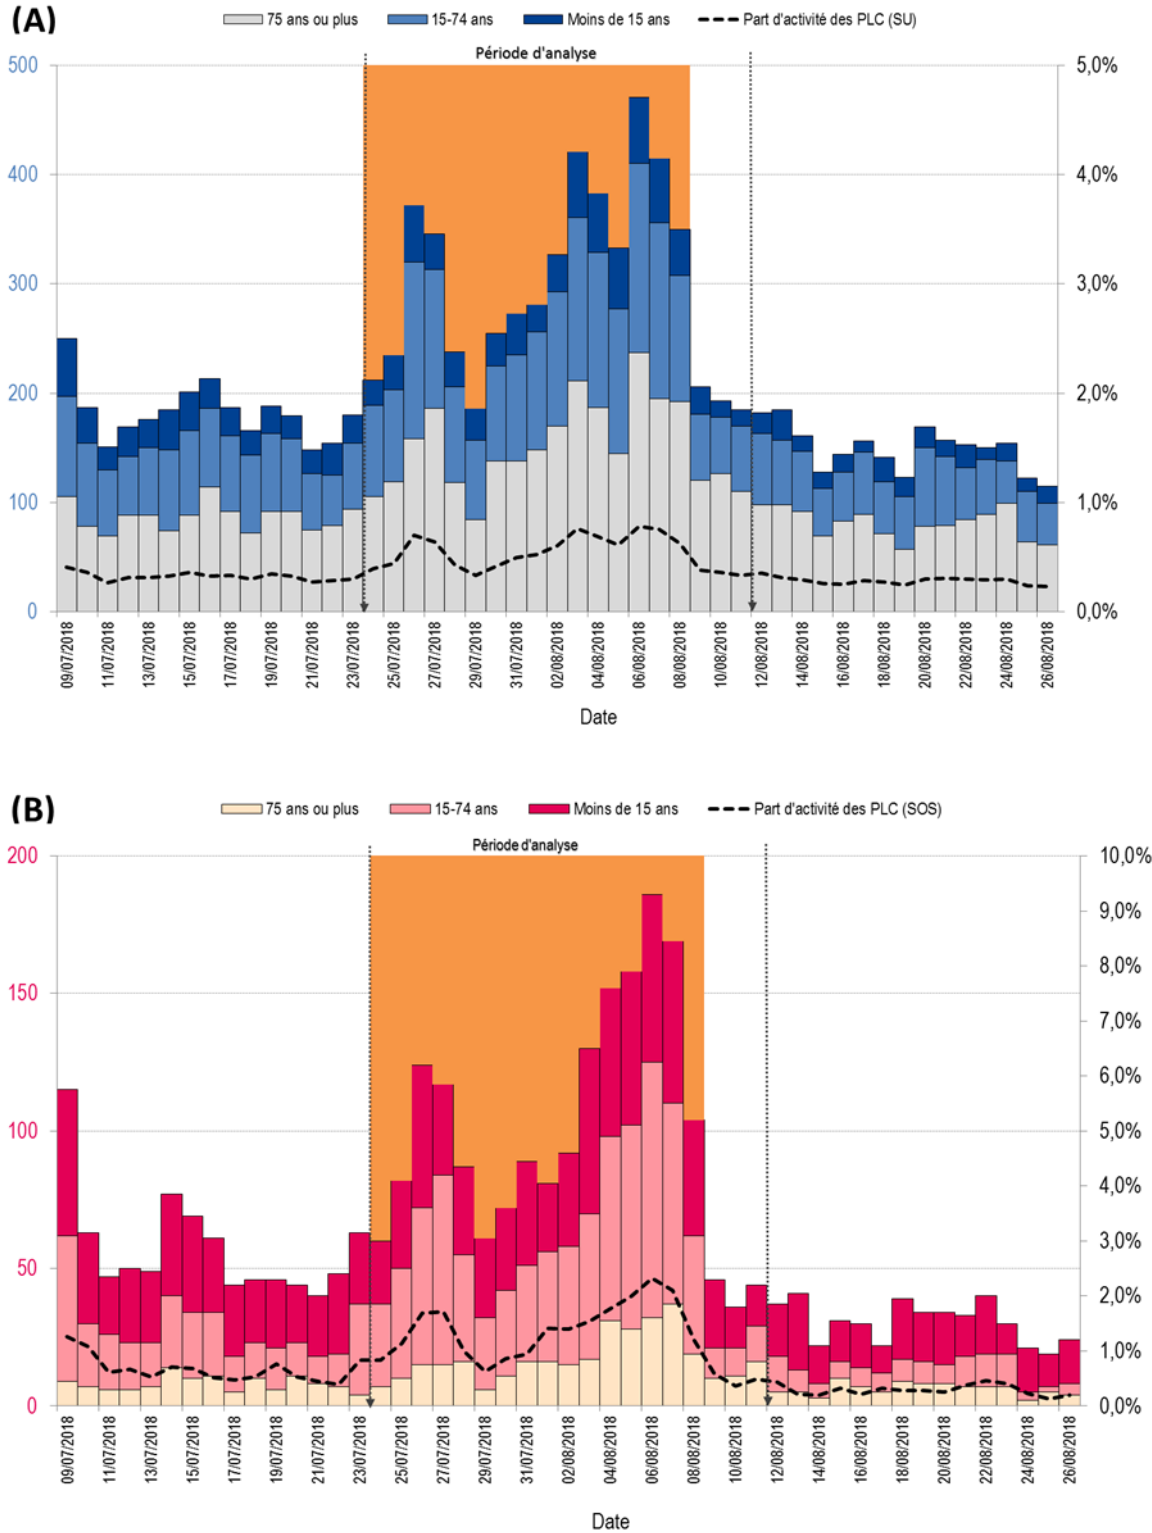 (A)
75 ans ou plus 15-74 ans Moins de 15 ans Part d'activité des PLC (SU)
Période d'analyse
500 5,0%
400 4,0%
300 3,0%
200 2,0%
100 1,0%
0 0,0%
09/07/2018 11/07/2018 13/07/2018 15/07/2018 17/07/2018 19/07/2018 21/07/2018 23/07/2018 25/07/2018 27/07/2018 29/07/2018 31/07/2018 02/08/2018 04/08/2018 06/08/2018 08/08/2018 10/08/2018 12/08/2018 14/08/2018 16/08/2018 18/08/2018 20/08/2018 22/08/2018 24/08/2018 26/08/2018
Date
(B)
75 ans ou plus 15-74 ans Moins de 15 ans Part d'activité des PLC (SOS)
Période d'analyse
200 10,0%
9,0%
8,0%
150
7,0%
6,0%
100 5,0%
4,0%
3,0%
50
2,0%
1,0%
0 0,0%
09/07/2018 11/07/2018 13/07/2018 15/07/2018 17/07/2018 19/07/2018 21/07/2018 23/07/2018 25/07/2018 27/07/2018 29/07/2018 31/07/2018 02/08/2018 04/08/2018 06/08/2018 08/08/2018 10/08/2018 12/08/2018 14/08/2018 16/08/2018 18/08/2018 20/08/2018 22/08/2018 24/08/2018 26/08/2018
Date